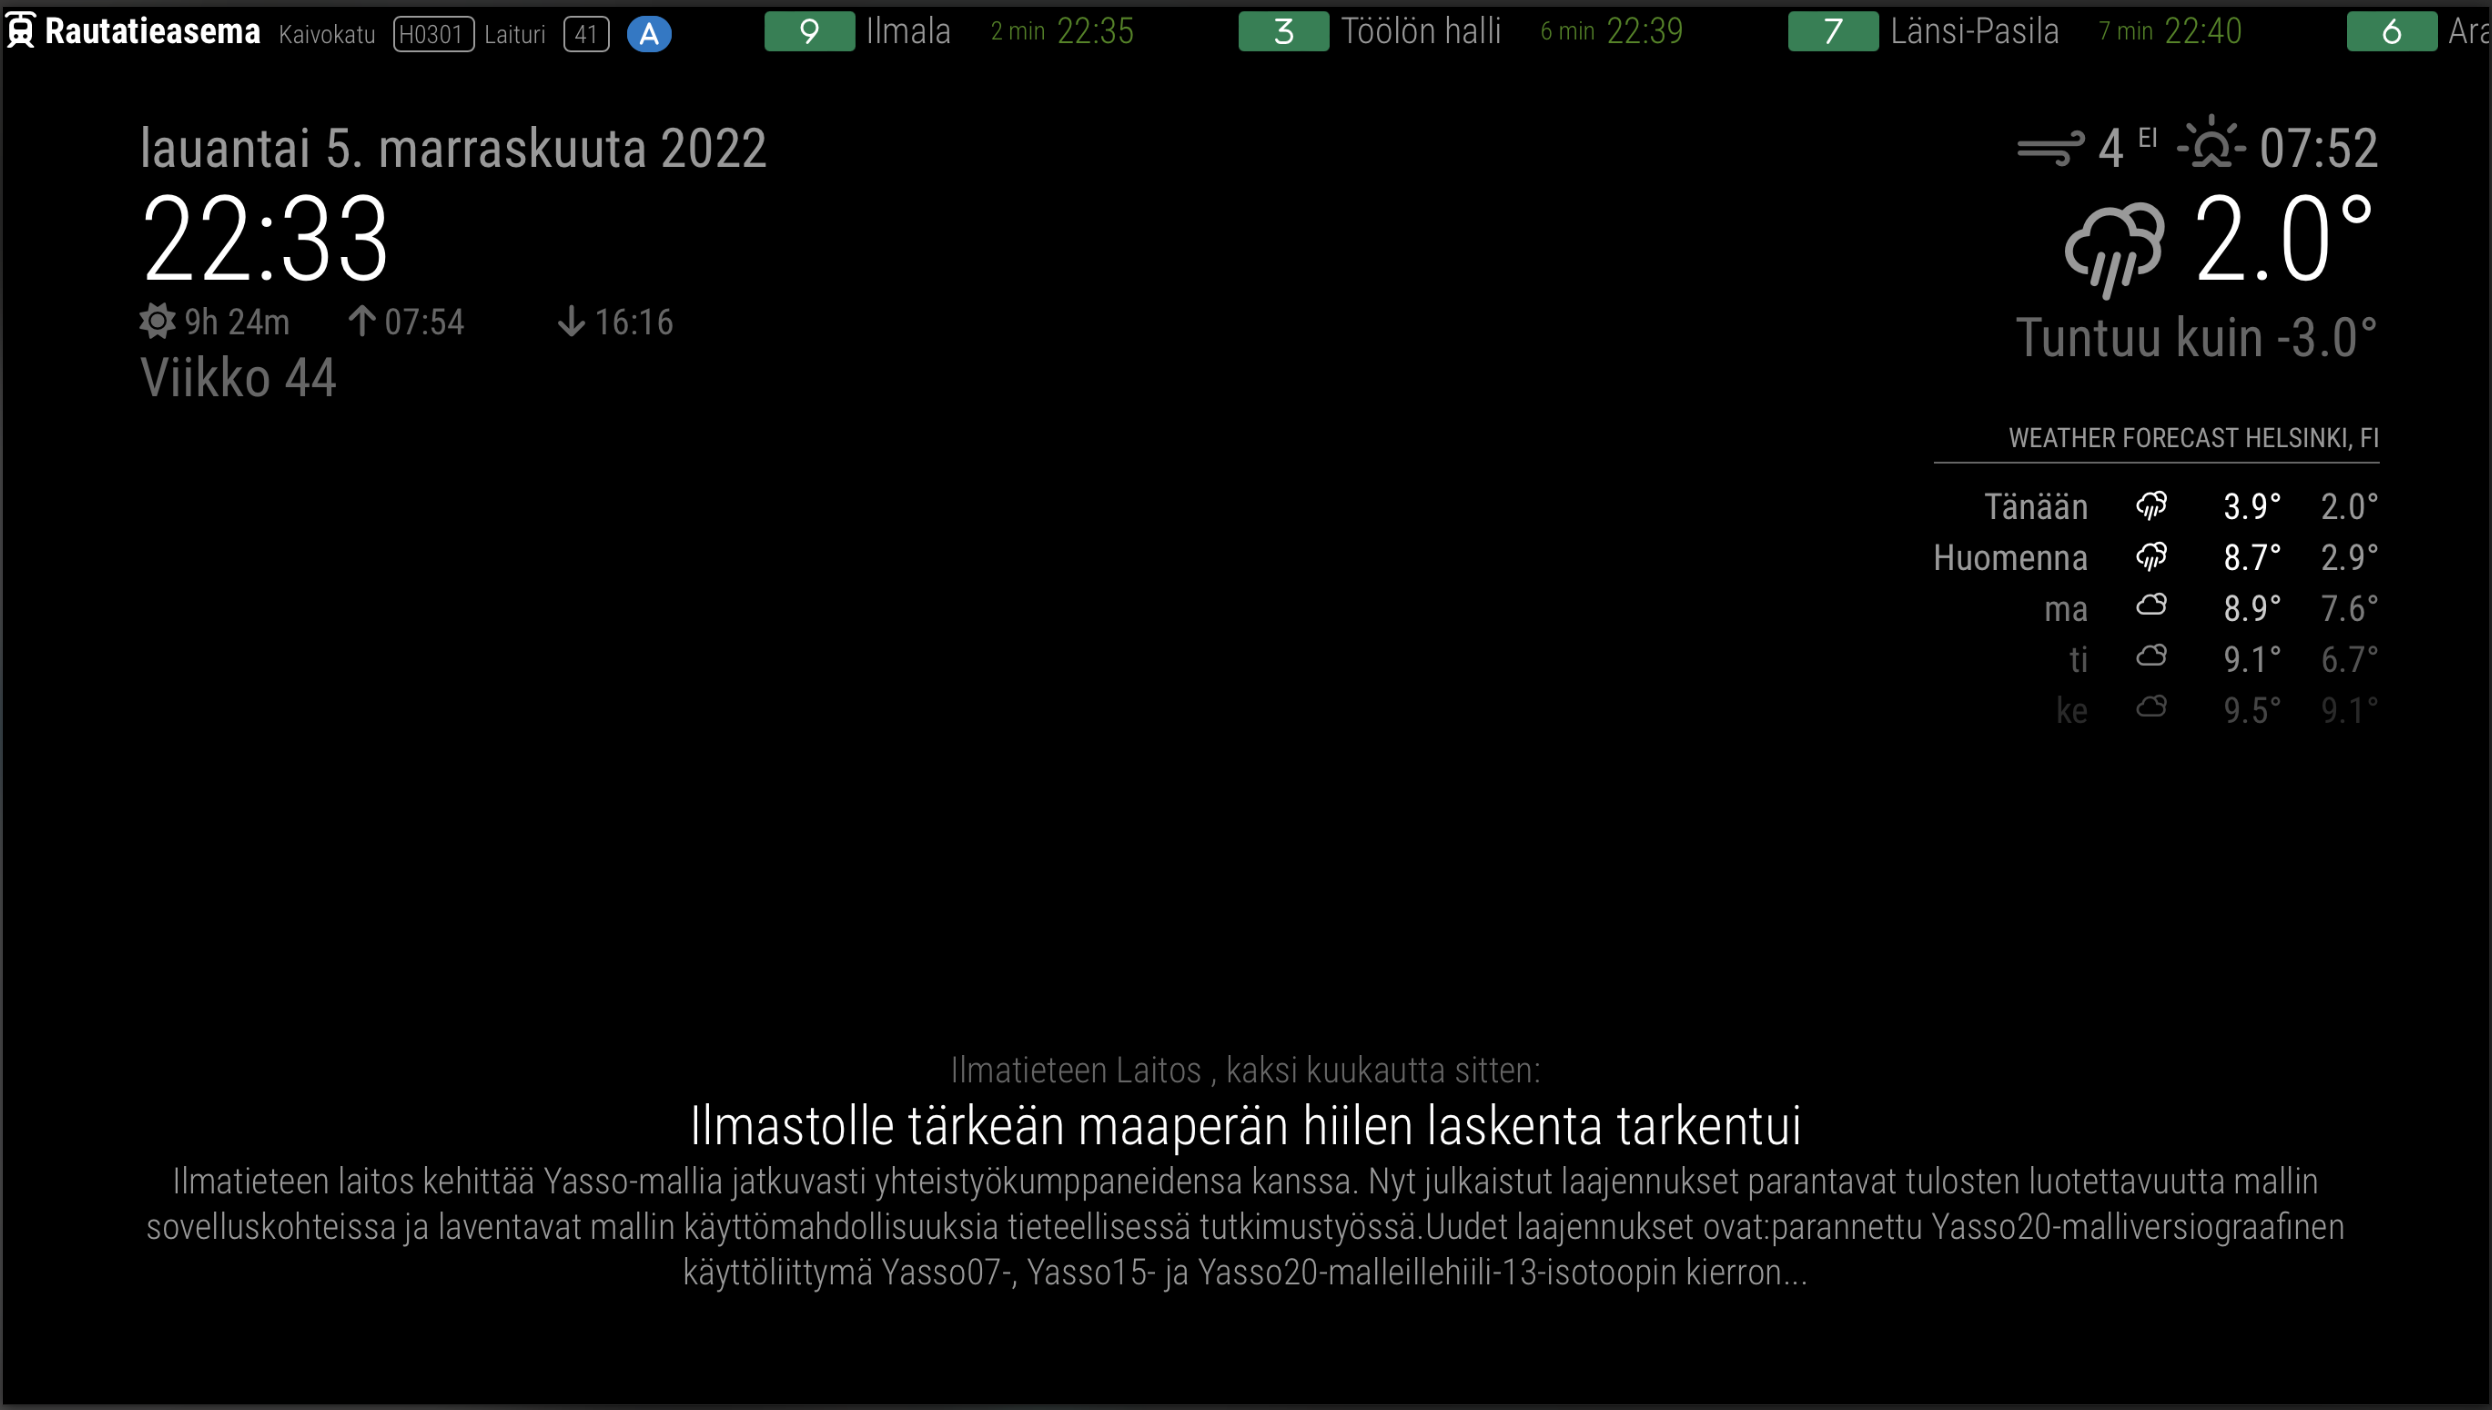 Rautatieasema Kaivokatu H0301 Laituri 41 A 9 Ilmala 2 min 22:35 3 Töölön halli 6 min 22:39 7 Länsi-Pasila 7 min 22:40 6 Ara
lauantai 5. marraskuuta 2022
22:33
9h 24m 07:54 16:16
Viikko 44
4 EI 07:52
2.0°
Tuntuu kuin -3.0°
WEATHER FORECAST HELSINKI, FI
Tänään 3.9° 2.0°
Huomenna 8.7° 2.9°
ma 8.9° 7.6°
ti 9.1° 6.7°
ke 9.5° 9.1°
Ilmatieteen Laitos , kaksi kuukautta sitten:
Ilmastolle tärkeän maaperän hiilen laskenta tarkentui
Ilmatieteen laitos kehittää Yasso-mallia jatkuvasti yhteistyökumppaneidensa kanssa. Nyt julkaistut laajennukset parantavat tulosten luotettavuutta mallin
sovelluskohteissa ja laventavat mallin käyttömahdollisuuksia tieteellisessä tutkimustyössä.Uudet laajennukset ovat:parannettu Yasso20-malliversiograafinen
käyttöliittymä Yasso07-, Yasso15- ja Yasso20-malleillehiili-13-isotoopin kierron...